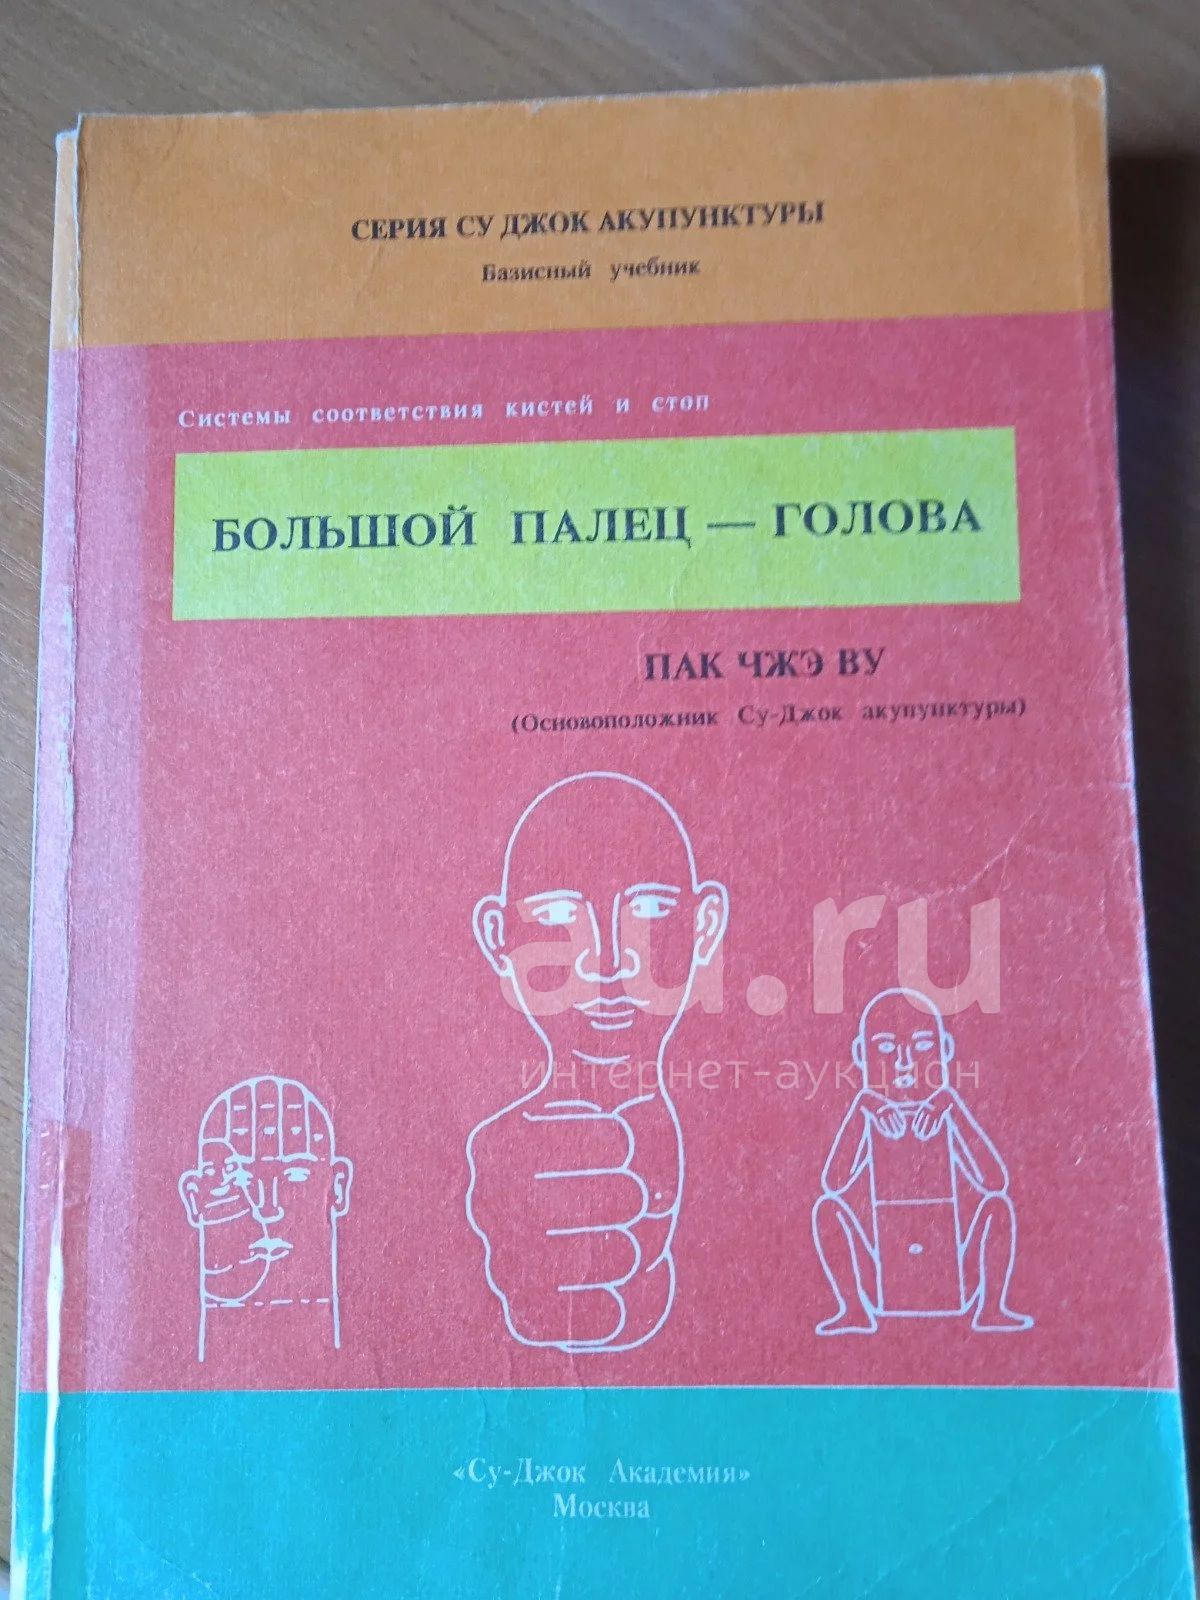 СЕРИЯ СУ ДЖОК АКУПУНКТУРЫ
Базисный учебник
Системы соответствия кистей и стоп
БОЛЬШОЙ ПАЛЕЦ — ГОЛОВА
ПАК ЧЖЭ ВУ
(Основоположник Су-Джок акупунктуры)
au.ru
интернет-аукцион
«Су-Джок Академия»
Москва